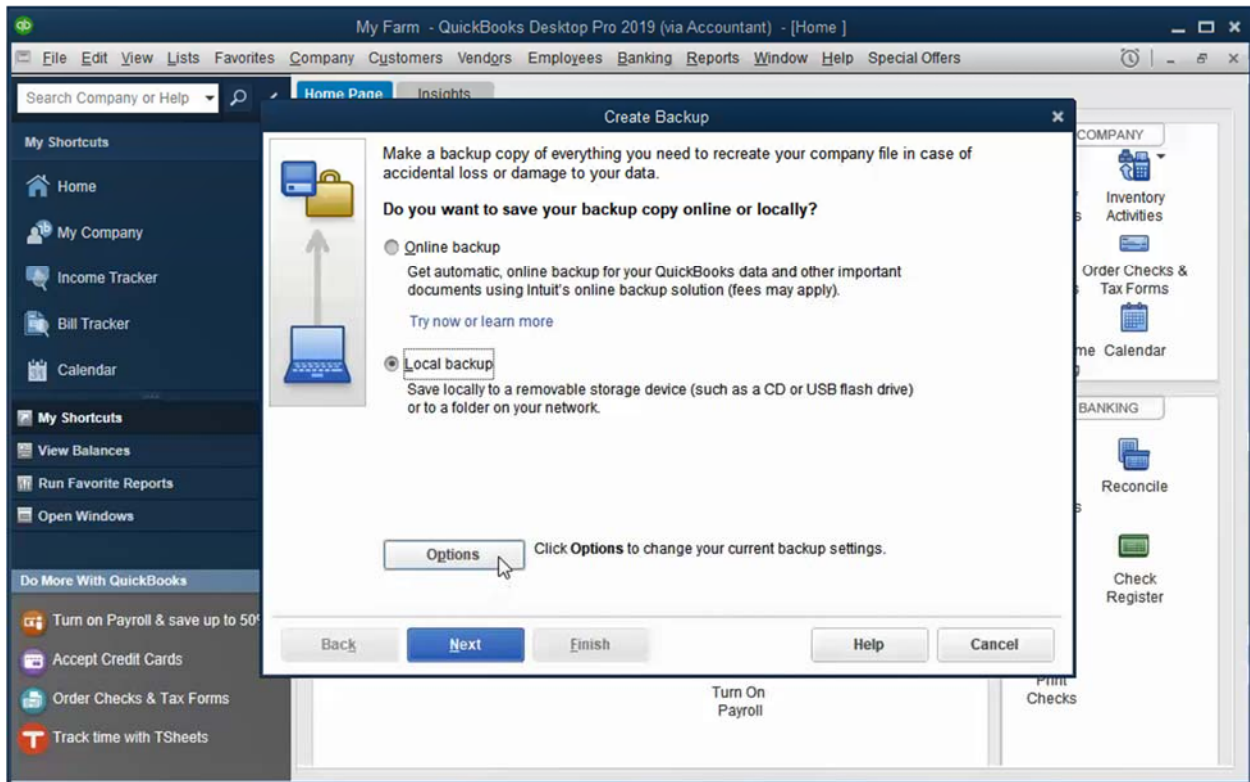 qb
My Farm - QuickBooks Desktop Pro 2019 (via Accountant) - [Home ]
File Edit View Lists Favorites Company Customers Vendors Employees Banking Reports Window Help Special Offers
Search Company or Help
Home Page Insights
My Shortcuts
Home
My Company
Income Tracker
Bill Tracker
Calendar
My Shortcuts
View Balances
Run Favorite Reports
Open Windows
Do More With QuickBooks
Turn on Payroll & save up to
Accept Credit Cards
Order Checks & Tax Forms
Track time with TSheets
Create Backup
Make a backup copy of everything you need to recreate your company file in case of
accidental loss or damage to your data.
Do you want to save your backup copy online or locally?
Online backup
Get automatic, online backup for your QuickBooks data and other important
documents using Intuit's online backup solution (fees may apply).
Try now or learn more
Local backup
Save locally to a removable storage device (such as a CD or USB flash drive)
or to a folder on your network.
Options Click Options to change your current backup settings.
Back Next Finish Help Cancel
COMPANY
Inventory
Activities
Order Checks &
Tax Forms
Calendar
BANKING
Reconcile
Check
Register
Print
Checks
Turn On
Payroll